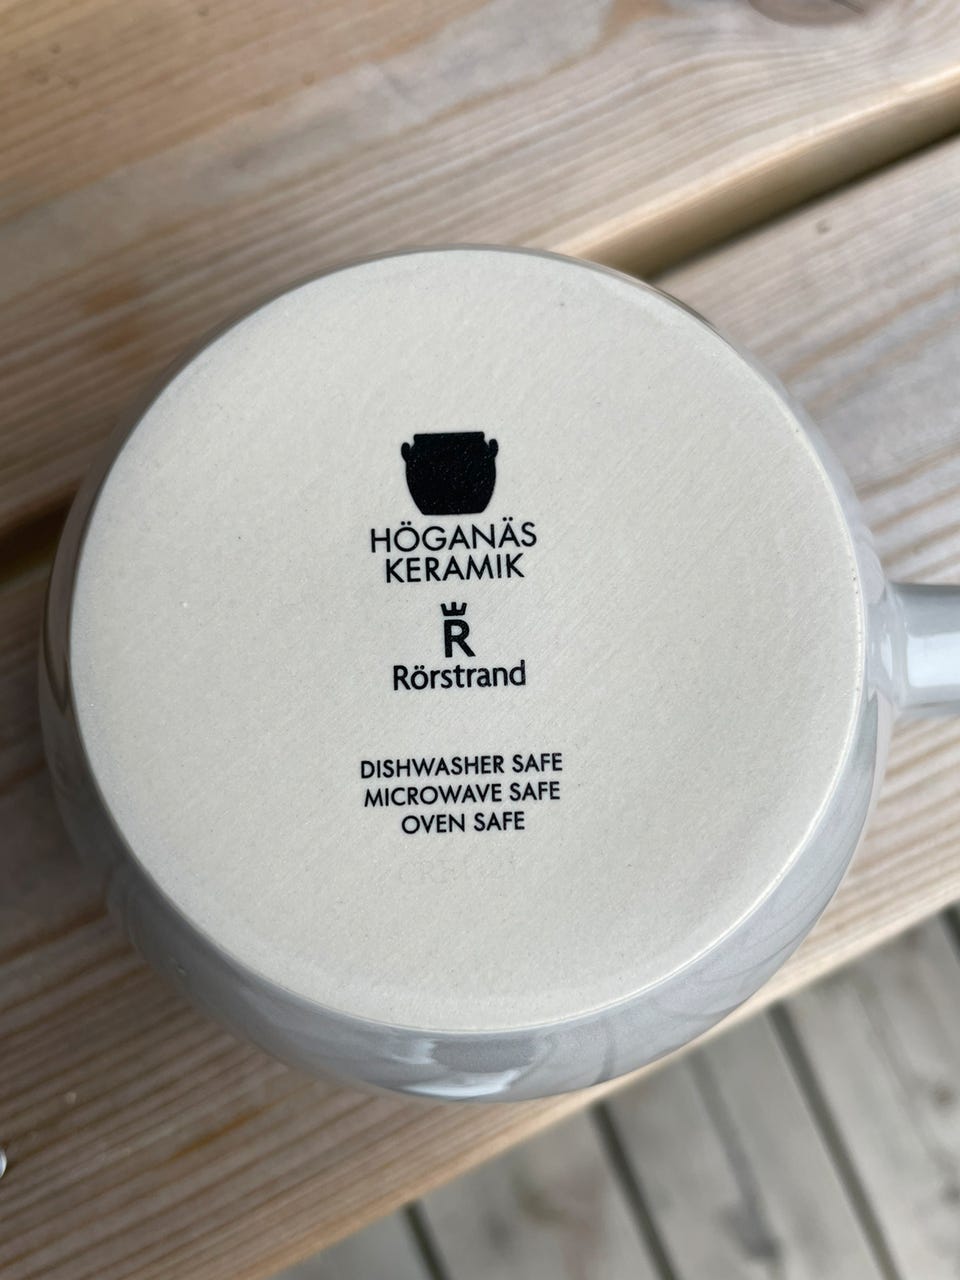 HÖGANÄS
KERAMIK
R
Rörstrand
DISHWASHER SAFE
MICROWAVE SAFE
OVEN SAFE